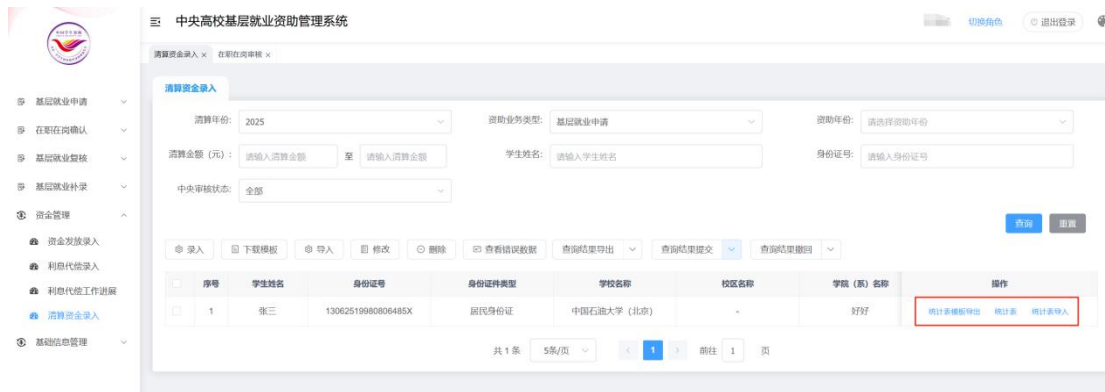 中央高校基层就业资助管理系统
切换角色
退出登录
清算资金录入 ×
在职在岗审核 ×
清算资金录入
基层就业申请
在职在岗确认
基层就业复核
基层就业补录
资金管理
资金发放录入
利息代偿录入
利息代偿工作进展
清算资金录入
基础信息管理
清算年份: 2025
资助业务类型: 基层就业申请
资助年份: 请选择资助年份
清算金额（元）: 请输入清算金额 至 请输入清算金额
学生姓名: 请输入学生姓名
身份证号: 请输入身份证号
中央审核状态: 全部
查询 重置
录入 下载模板 导入 修改 删除 查看错误数据 查询结果导出 查询结果提交 查询结果撤回
序号 学生姓名 身份证号 身份证件类型 学校名称 校区名称 学院（系）名称 操作
1 张三 13062519980806485X 居民身份证 中国石油大学（北京） - 好好 统计表模板导出 统计表 统计表导入
共 1 条 5条/页 1 前往 1 页